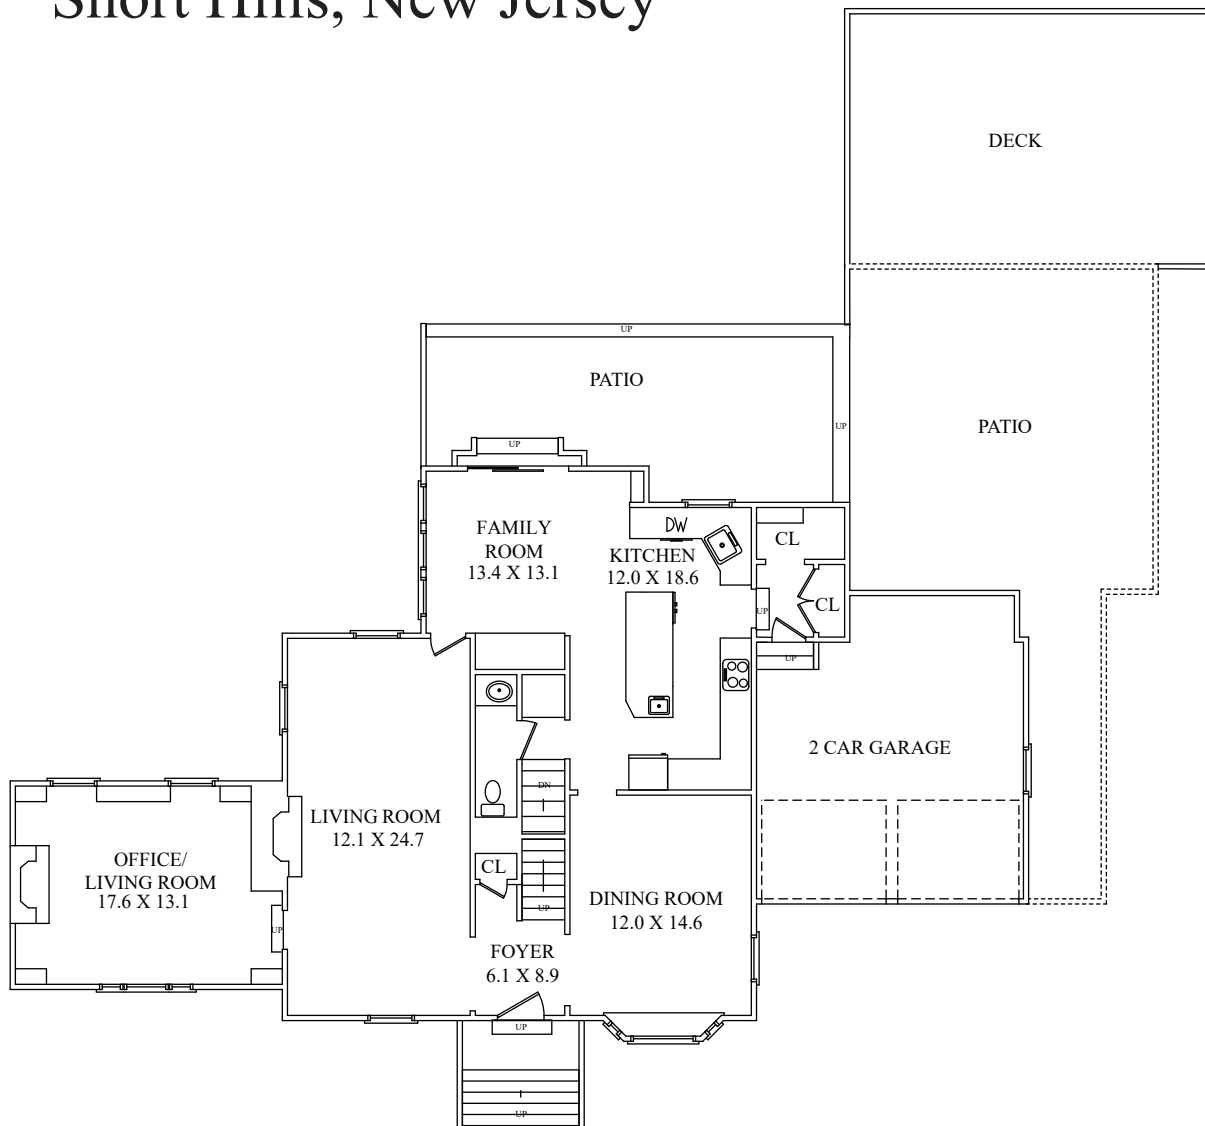 Short Hills, New Jersey
DECK
UP
PATIO
UP
PATIO
UP
FAMILY
ROOM
13.4 X 13.1
DW
KITCHEN
12.0 X 18.6
CL
CL
UP
UP
2 CAR GARAGE
DN
LIVING ROOM
12.1 X 24.7
OFFICE/
LIVING ROOM
17.6 X 13.1
CL
UP
DINING ROOM
12.0 X 14.6
UP
FOYER
6.1 X 8.9
UP
UP